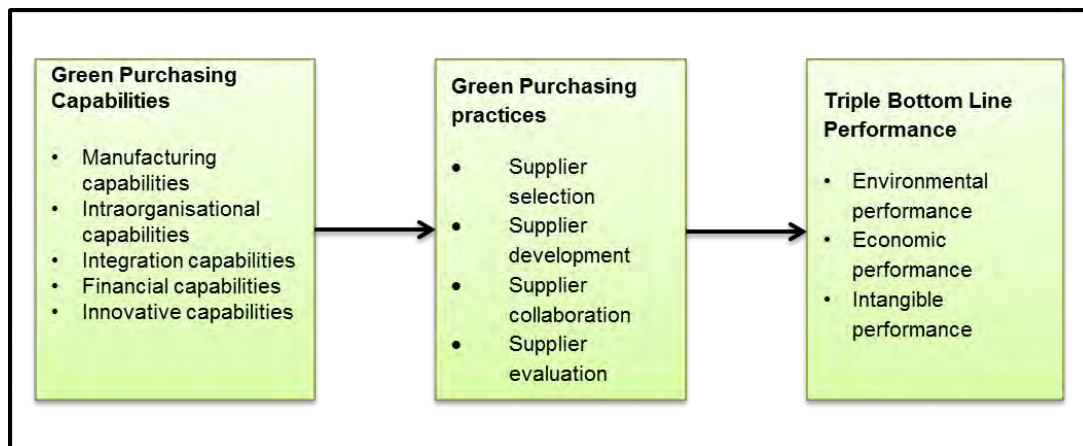 Green Purchasing
Capabilities
• Manufacturing
capabilities
• Intraorganisational
capabilities
• Integration capabilities
• Financial capabilities
• Innovative capabilities
Green Purchasing
practices
• Supplier
selection
• Supplier
development
• Supplier
collaboration
• Supplier
evaluation
Triple Bottom Line
Performance
• Environmental
performance
• Economic
performance
• Intangible
performance